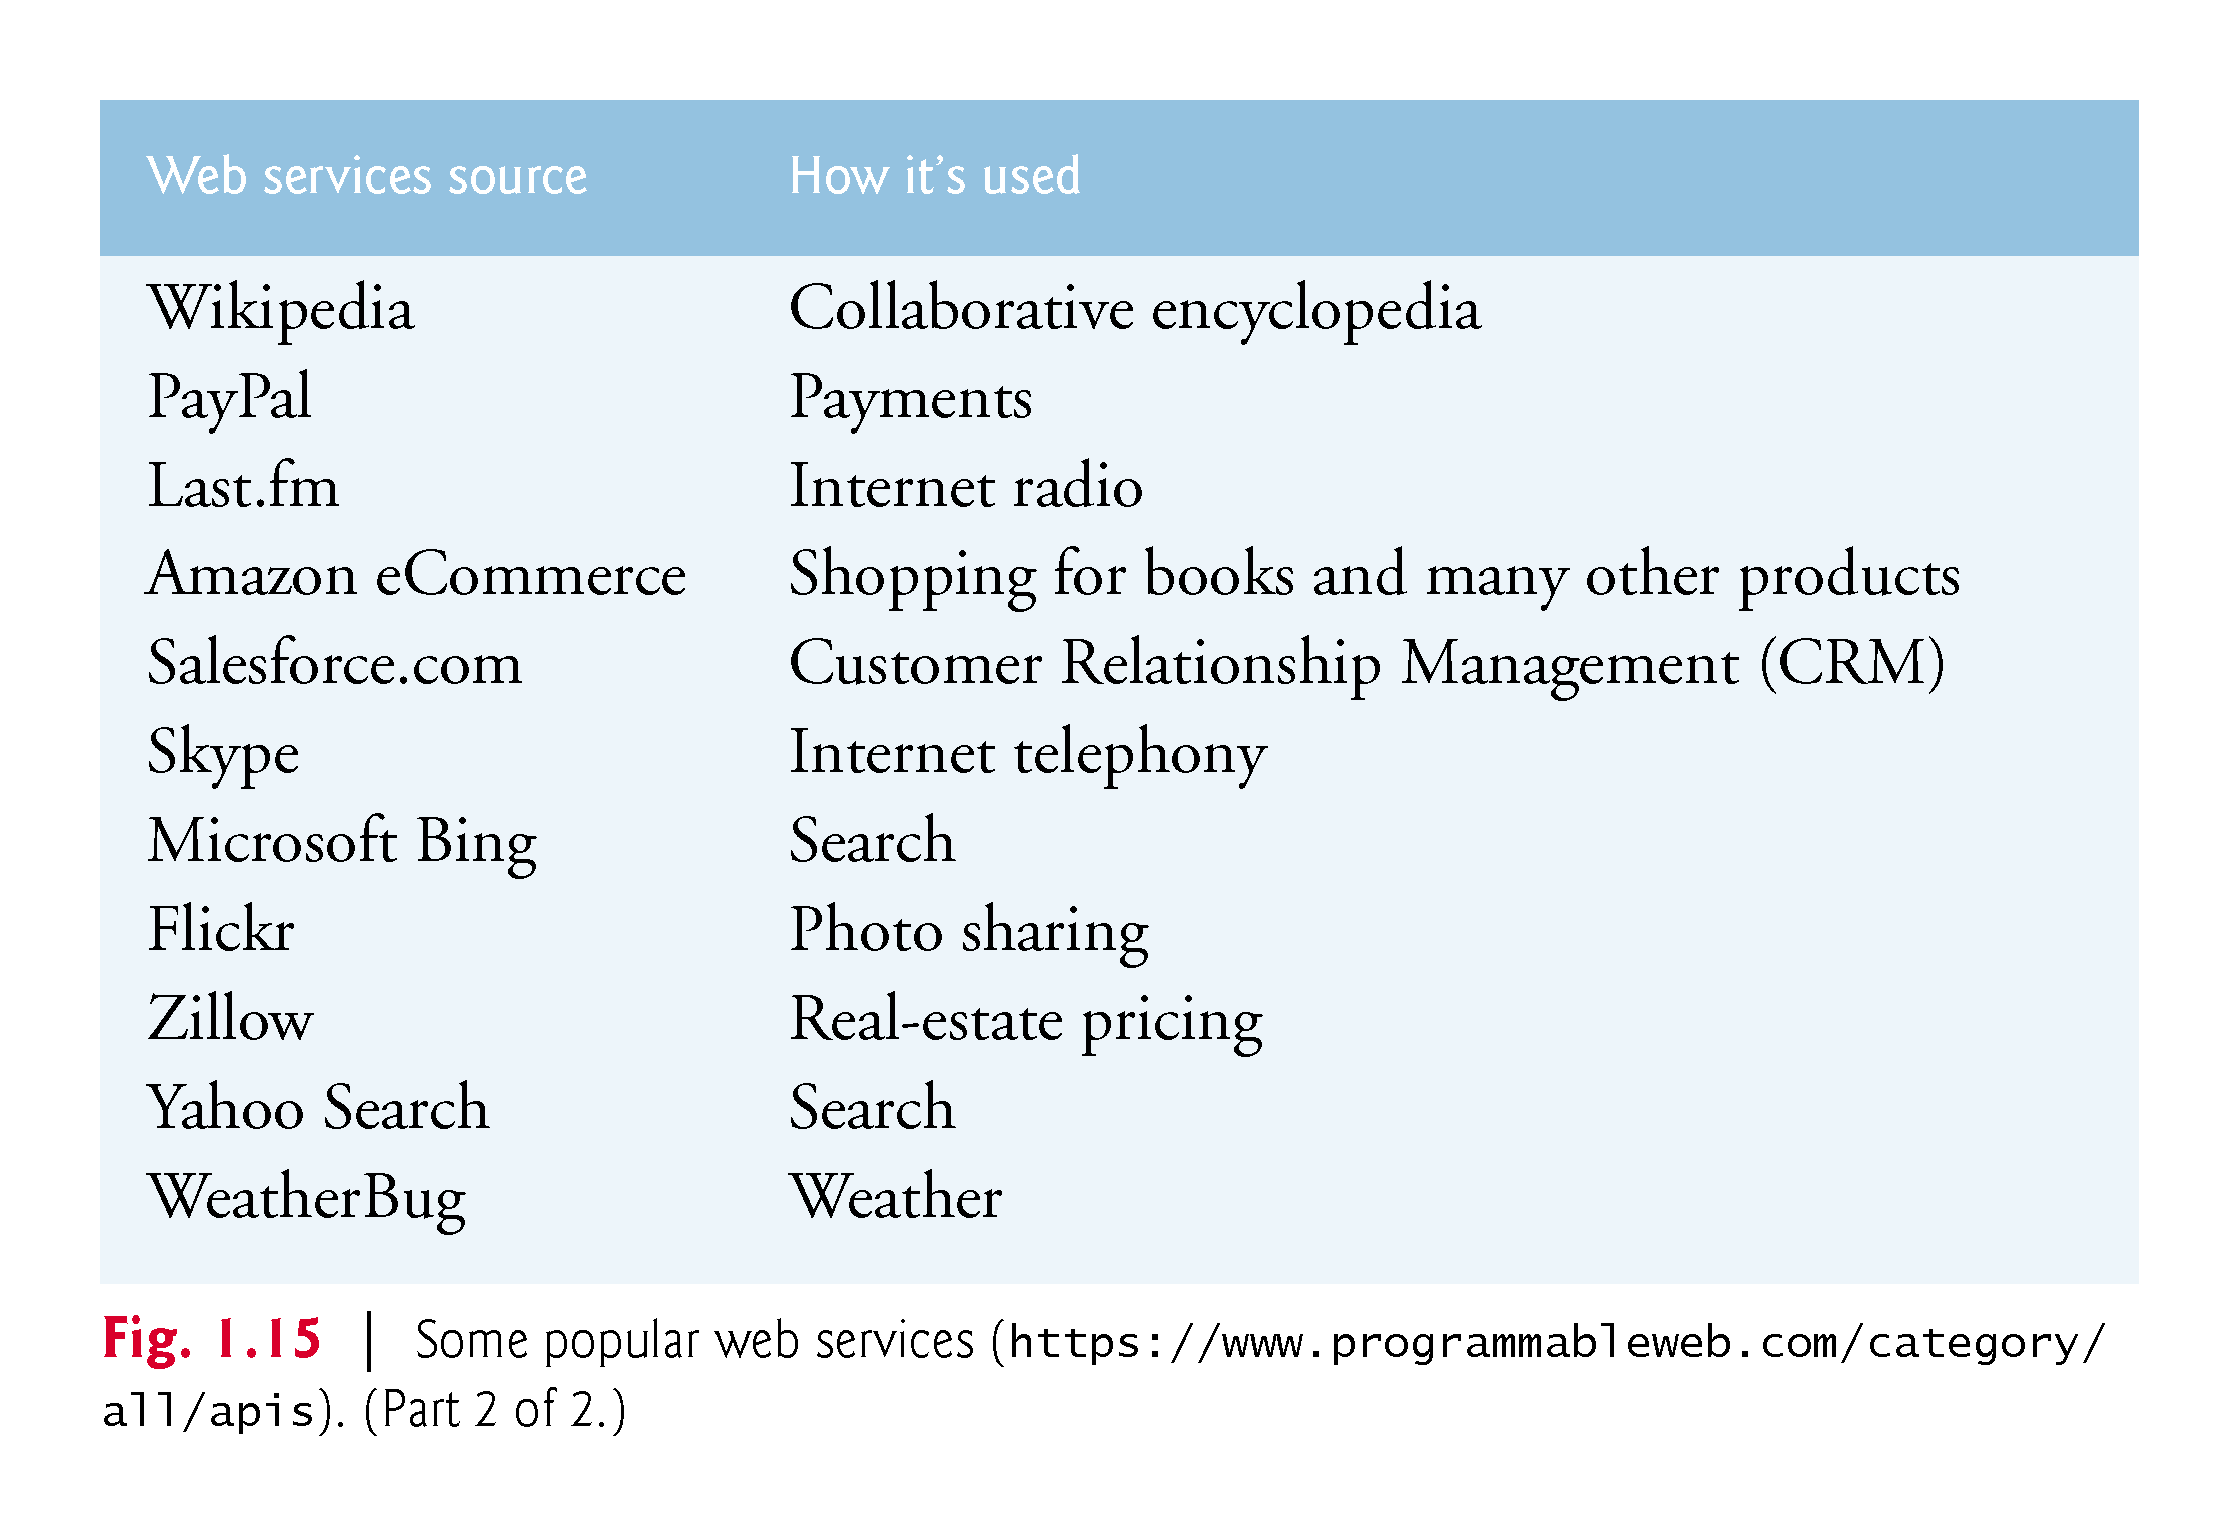 Web services source How it’s used
Wikipedia Collaborative encyclopedia
PayPal Payments
Last.fm Internet radio
Amazon eCommerce Shopping for books and many other products
Salesforce.com Customer Relationship Management (CRM)
Skype Internet telephony
Microsoft Bing Search
Flickr Photo sharing
Zillow Real-estate pricing
Yahoo Search Search
WeatherBug Weather
Fig. 1.15 | Some popular web services (https://www.programmableweb.com/category/
all/apis). (Part 2 of 2.)